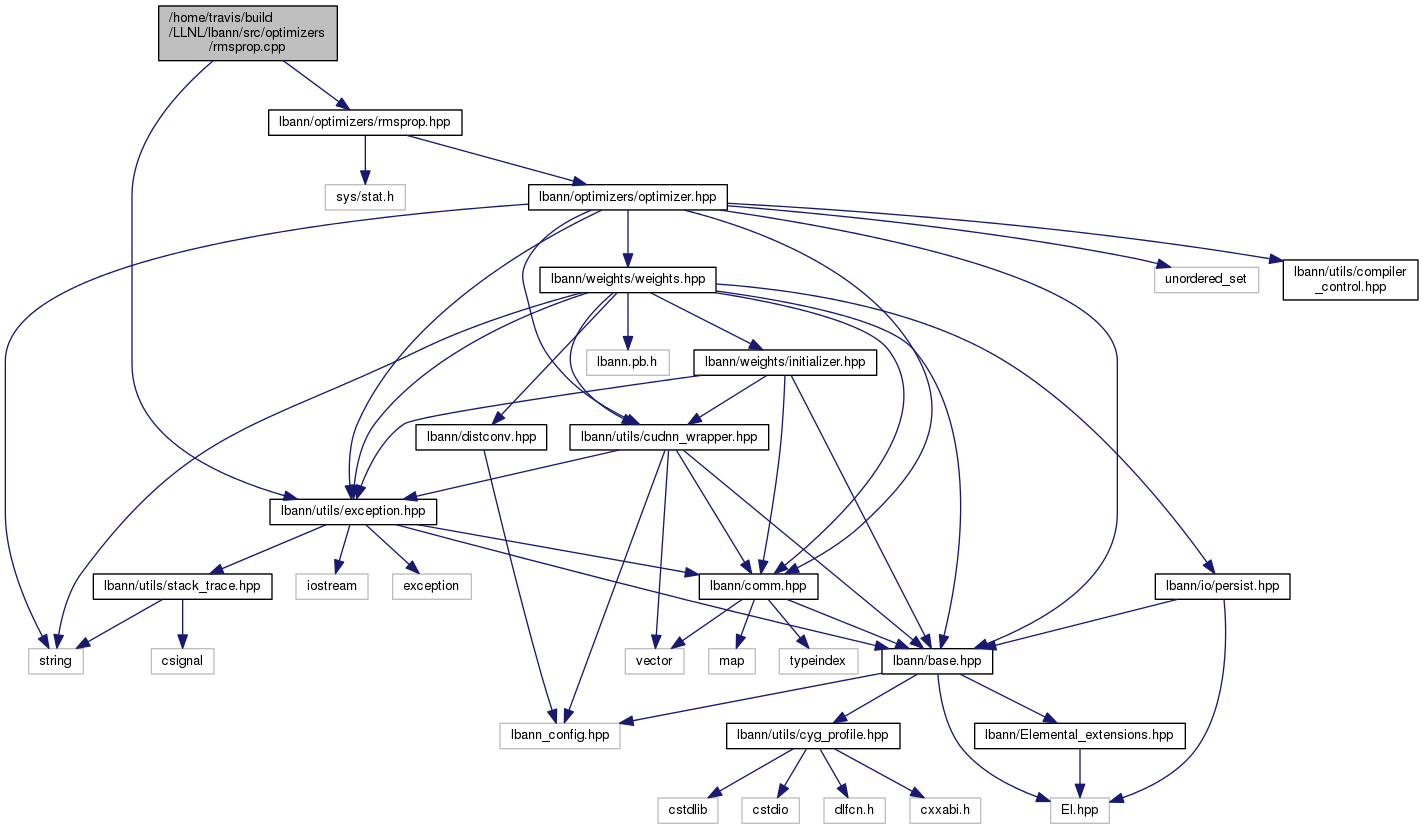 /home/travis/build
/LLNL/lbann/src/optimizers
/rmsprop.cpp
lbann/optimizers/rmsprop.hpp
sys/stat.h
lbann/optimizers/optimizer.hpp
lbann/weights/weights.hpp
unordered_set
lbann/utils/compiler
_control.hpp
lbann.pb.h
lbann/weights/initializer.hpp
lbann/distconv.hpp
lbann/utils/cudnn_wrapper.hpp
lbann/utils/exception.hpp
lbann/utils/stack_trace.hpp
iostream
exception
lbann/comm.hpp
lbann/io/persist.hpp
string
csignal
vector
map
typeindex
lbann/base.hpp
lbann_config.hpp
lbann/utils/cyg_profile.hpp
lbann/Elemental_extensions.hpp
cstdlib
cstdio
dlfcn.h
cxxabi.h
El.hpp